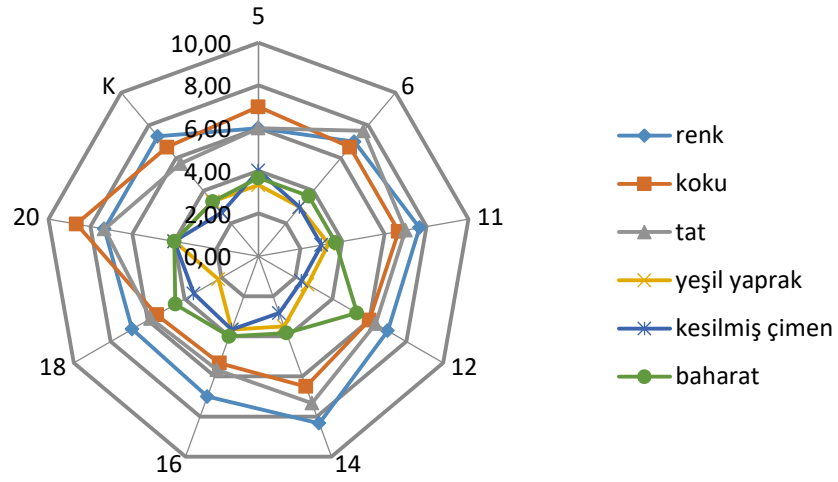 5
10,00
K
6
8,00
6,00
4,00
2,00
0,00
20
11
18
12
16
14
renk
koku
tat
yeşil yaprak
kesilmiş çimen
baharat